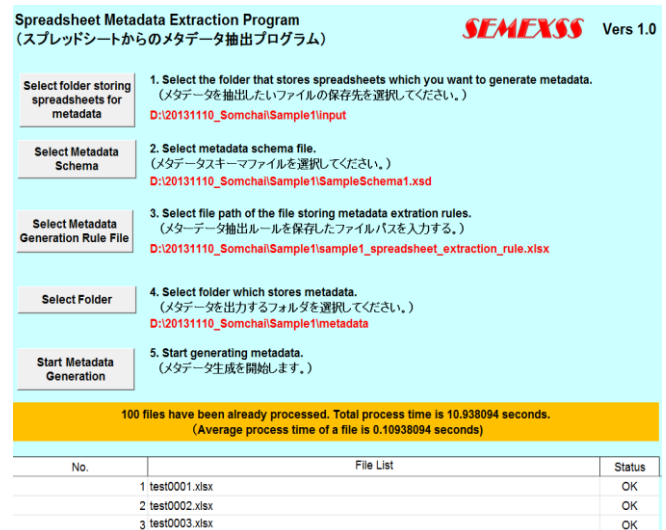 Spreadsheet Metadata Extraction Program
(スプレッドシートからのメタデータ抽出プログラム)
SEMEXSS Vers 1.0
Select folder storing spreadsheets for metadata
1. Select the folder that stores spreadsheets which you want to generate metadata.
(メタデータを抽出したいファイルの保存先を選択してください。)
D:\20131110_Somchai\Sample1\input
Select Metadata Schema
2. Select metadata schema file.
(メタデータスキーマファイルを選択してください。)
D:\20131110_Somchai\Sample1\SampleSchema1.xsd
Select Metadata Generation Rule File
3. Select file path of the file storing metadata extration rules.
(メターデータ抽出ルールを保存したファイルパスを入力する。)
D:\20131110_Somchai\Sample1\sample1_spreadsheet_extraction_rule.xlsx
Select Folder
4. Select folder which stores metadata.
(メタデータを出力するフォルダを選択してください。)
D:\20131110_Somchai\Sample1\metadata
Start Metadata Generation
5. Start generating metadata.
(メタデータ生成を開始します。)
100 files have been already processed. Total process time is 10.938094 seconds.
(Average process time of a file is 0.10938094 seconds)
No. File List Status
1 test0001.xlsx OK
2 test0002.xlsx OK
3 test0003.xlsx OK